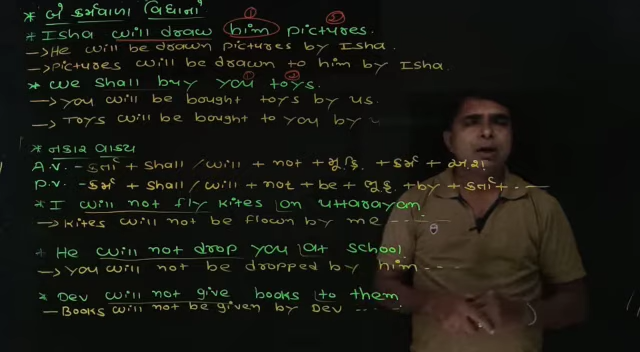 * બે કર્મવાળા વિધાનો
* Isha will draw him ① pictures ②.
→ He will be drawn pictures by Isha.
→ Pictures will be drawn to him by Isha.
* We shall buy you ① toys ②.
→ You will be bought toys by us.
→ Toys will be bought to you by
* નકાર વાક્ય
A.V. - કર્તા + shall/will + not + મૂ.ક્રિ. + કર્મ + અ.શ.
P.V. - કર્મ + shall/will + not + be + ભૂ.કૃ. + by + કર્તા + ---
* I will not fly kites on Uttarayan.
→ Kites will not be flown by me ----
* He will not drop you at school.
→ You will not be dropped by him ---
* Dev will not give books to them
- Books will not be given by Dev ----